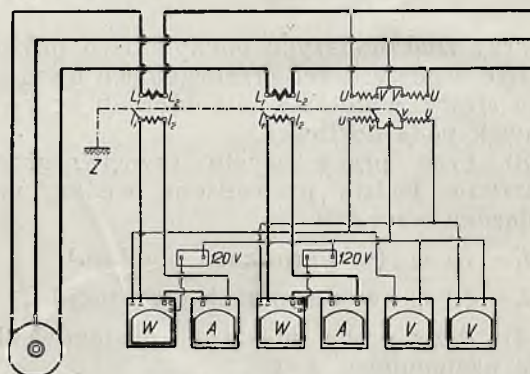 L₁ L₂ L₁ L₂ U V V U
l₁ l₂ l₁ l₂ u v v u
Z
120 V 120 V
W A W A V V